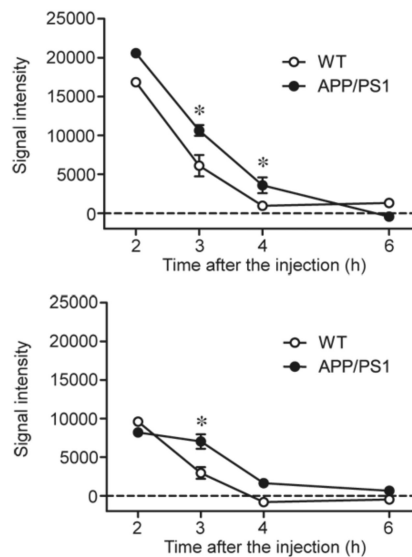 25000
20000
15000
10000
5000
0
Signal intensity
WT
APP/PS1
*
*
2 3 4 6
Time after the injection (h)
25000
20000
15000
10000
5000
0
Signal intensity
WT
APP/PS1
*
2 3 4 6
Time after the injection (h)